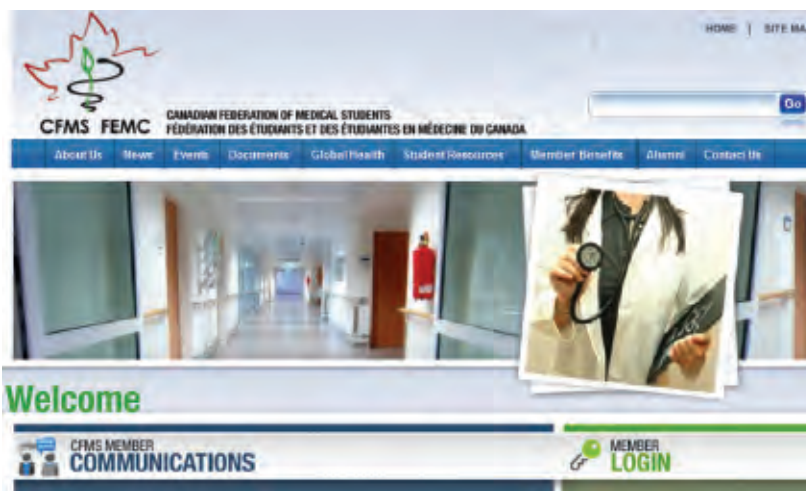 HOME | SITE MA
Go
CFMS FEMC
CANADIAN FEDERATION OF MEDICAL STUDENTS
FÉDÉRATION DES ÉTUDIANTS ET DES ÉTUDIANTES EN MÉDECINE DU CANADA
About Us News Events Documents Global Health Student Resources Member Benefits Alumni Contact Us
Welcome
CFMS MEMBER
COMMUNICATIONS
MEMBER
LOGIN